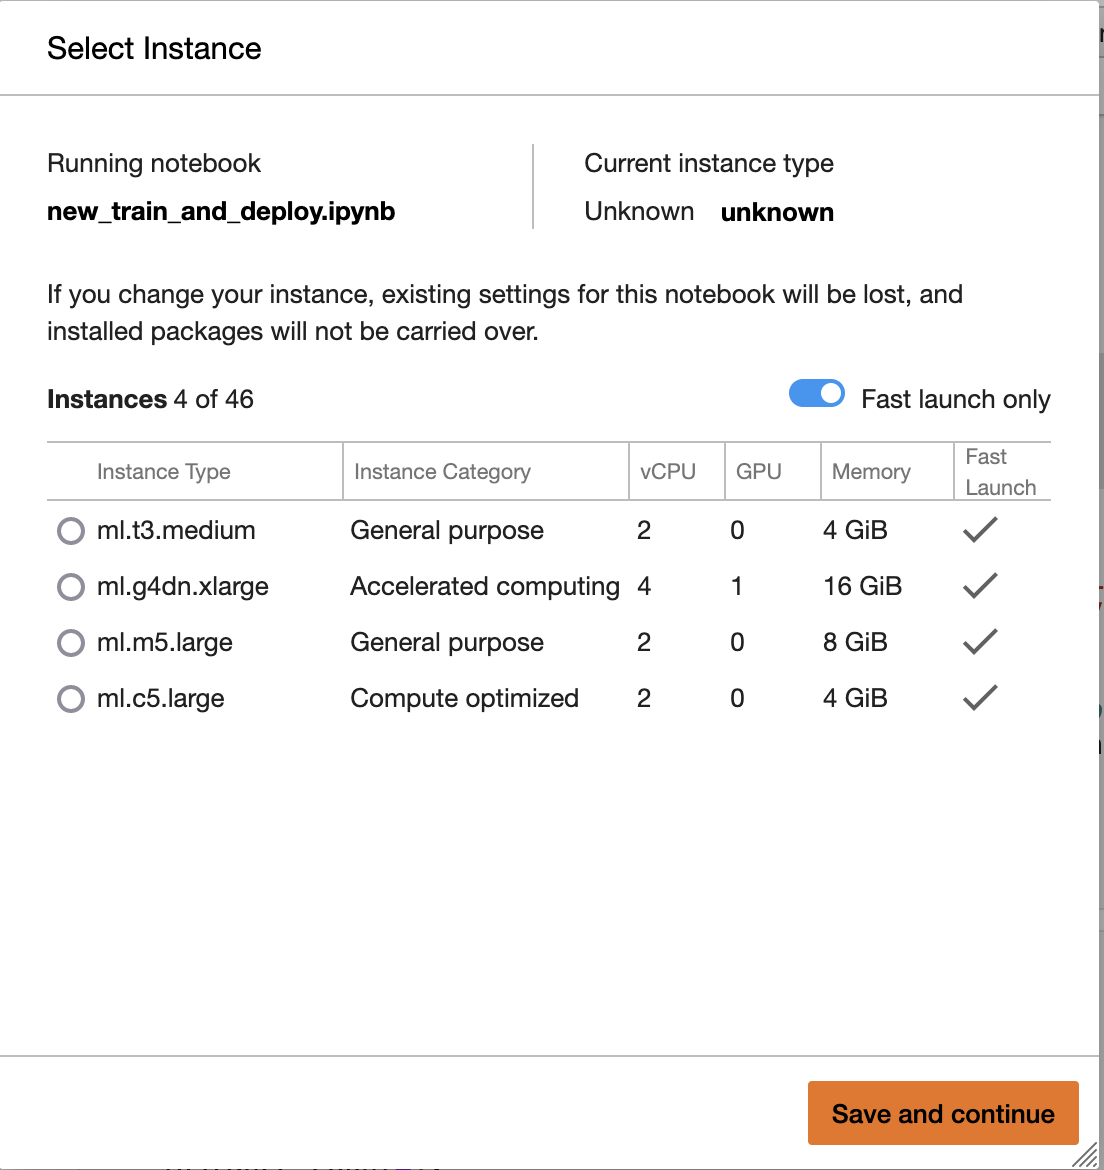 Select Instance
Running notebook
new_train_and_deploy.ipynb
Current instance type
Unknown unknown
If you change your instance, existing settings for this notebook will be lost, and
installed packages will not be carried over.
Instances 4 of 46
Fast launch only
Instance Type Instance Category vCPU GPU Memory Fast Launch
ml.t3.medium General purpose 2 0 4 GiB
ml.g4dn.xlarge Accelerated computing 4 1 16 GiB
ml.m5.large General purpose 2 0 8 GiB
ml.c5.large Compute optimized 2 0 4 GiB
Save and continue